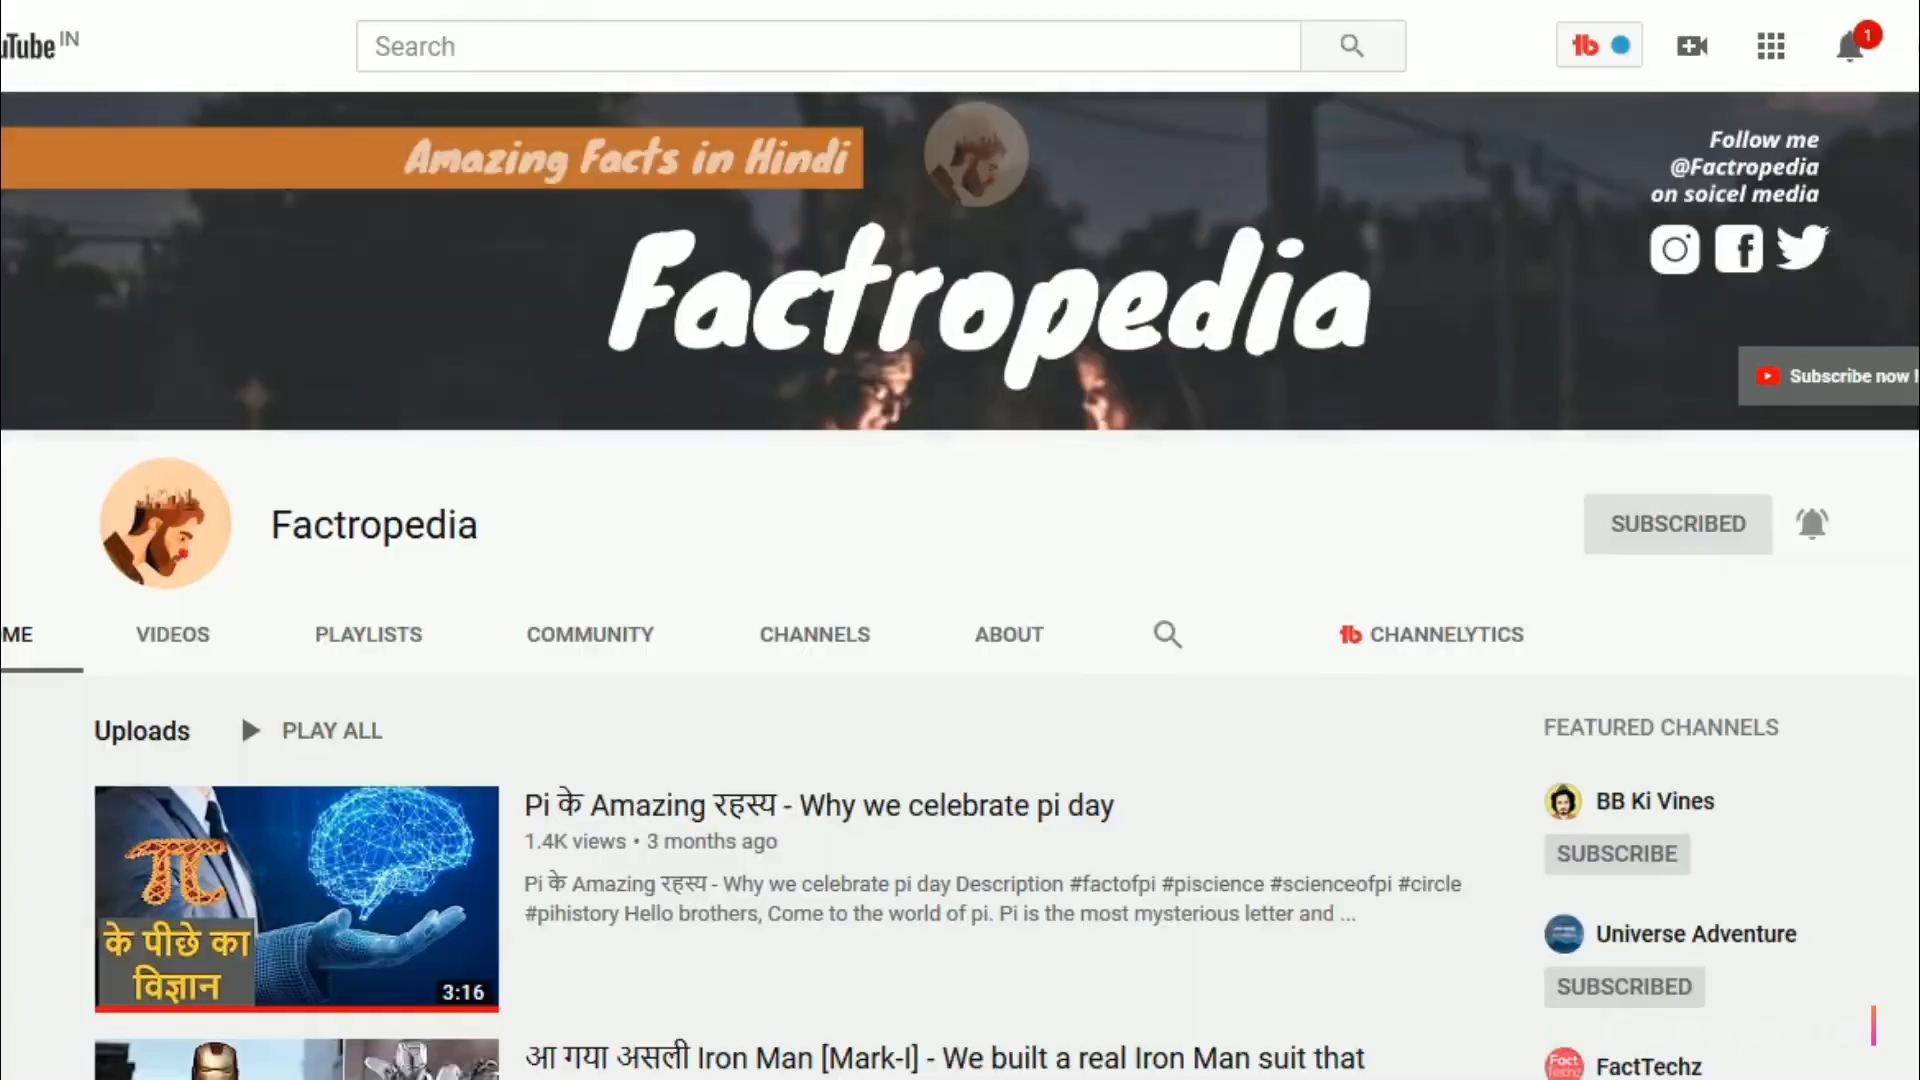 uTube IN
Search
1
Amazing Facts in Hindi
Follow me
@Factropedia
on soicel media
Factropedia
Subscribe now !
Factropedia
SUBSCRIBED
ME
VIDEOS
PLAYLISTS
COMMUNITY
CHANNELS
ABOUT
CHANNELYTICS
Uploads
PLAY ALL
FEATURED CHANNELS
π
के पीछे का
विज्ञान
3:16
Pi के Amazing रहस्य - Why we celebrate pi day
1.4K views • 3 months ago
Pi के Amazing रहस्य - Why we celebrate pi day Description #factofpi #piscience #scienceofpi #circle
#pihistory Hello brothers, Come to the world of pi. Pi is the most mysterious letter and ...
BB Ki Vines
SUBSCRIBE
Universe Adventure
SUBSCRIBED
आ गया असली Iron Man [Mark-I] - We built a real Iron Man suit that
Fact
Techz
FactTechz